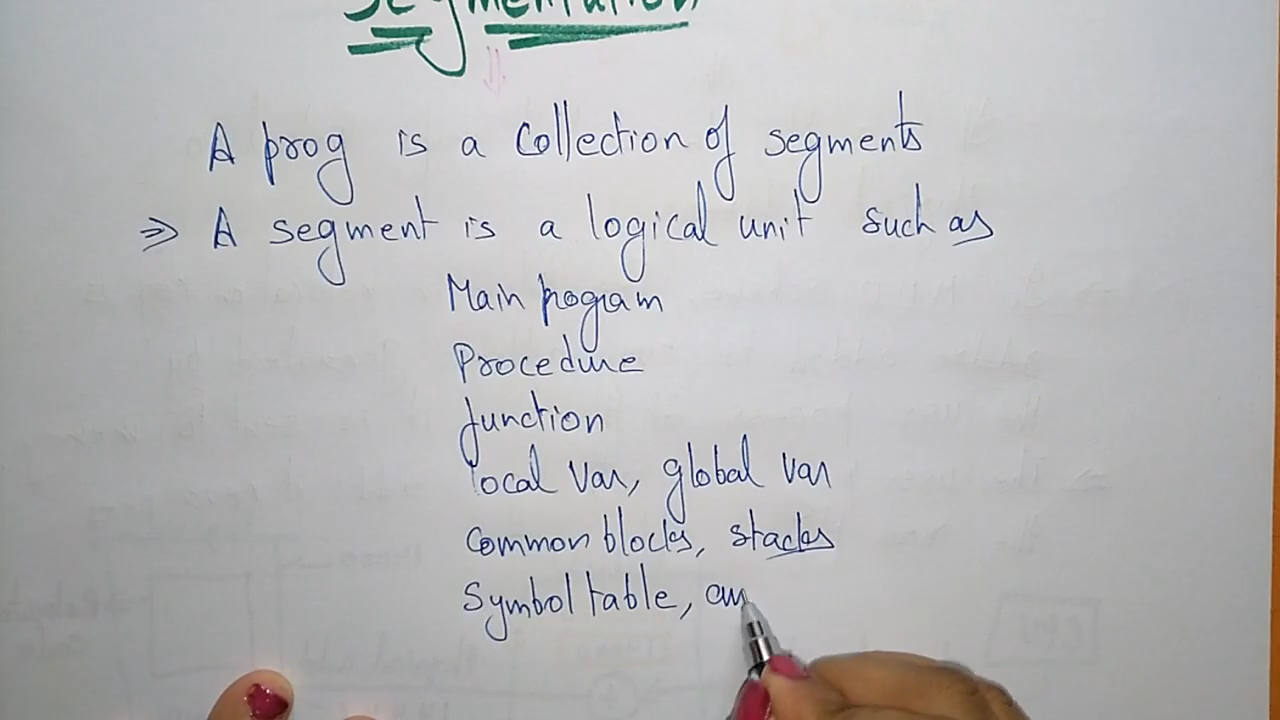 Segmentation
A prog is a collection of segments
⇒ A segment is a logical unit such as
Main program
Procedure
function
local var, global var
common blocks, stacks
Symbol table,